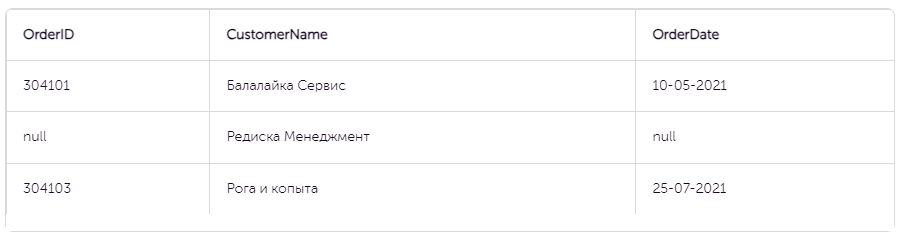 OrderID CustomerName OrderDate
304101 Балалайка Сервис 10-05-2021
null Редиска Менеджмент null
304103 Рога и копыта 25-07-2021